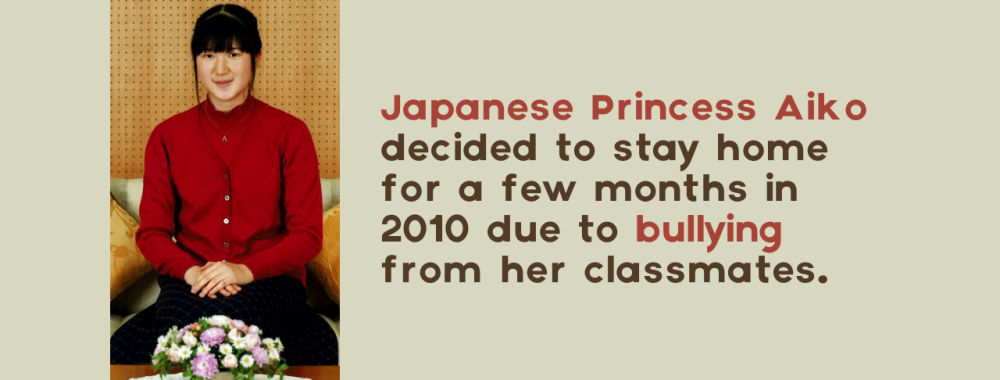 Japanese Princess Aiko
decided to stay home
for a few months in
2010 due to bullying
from her classmates.